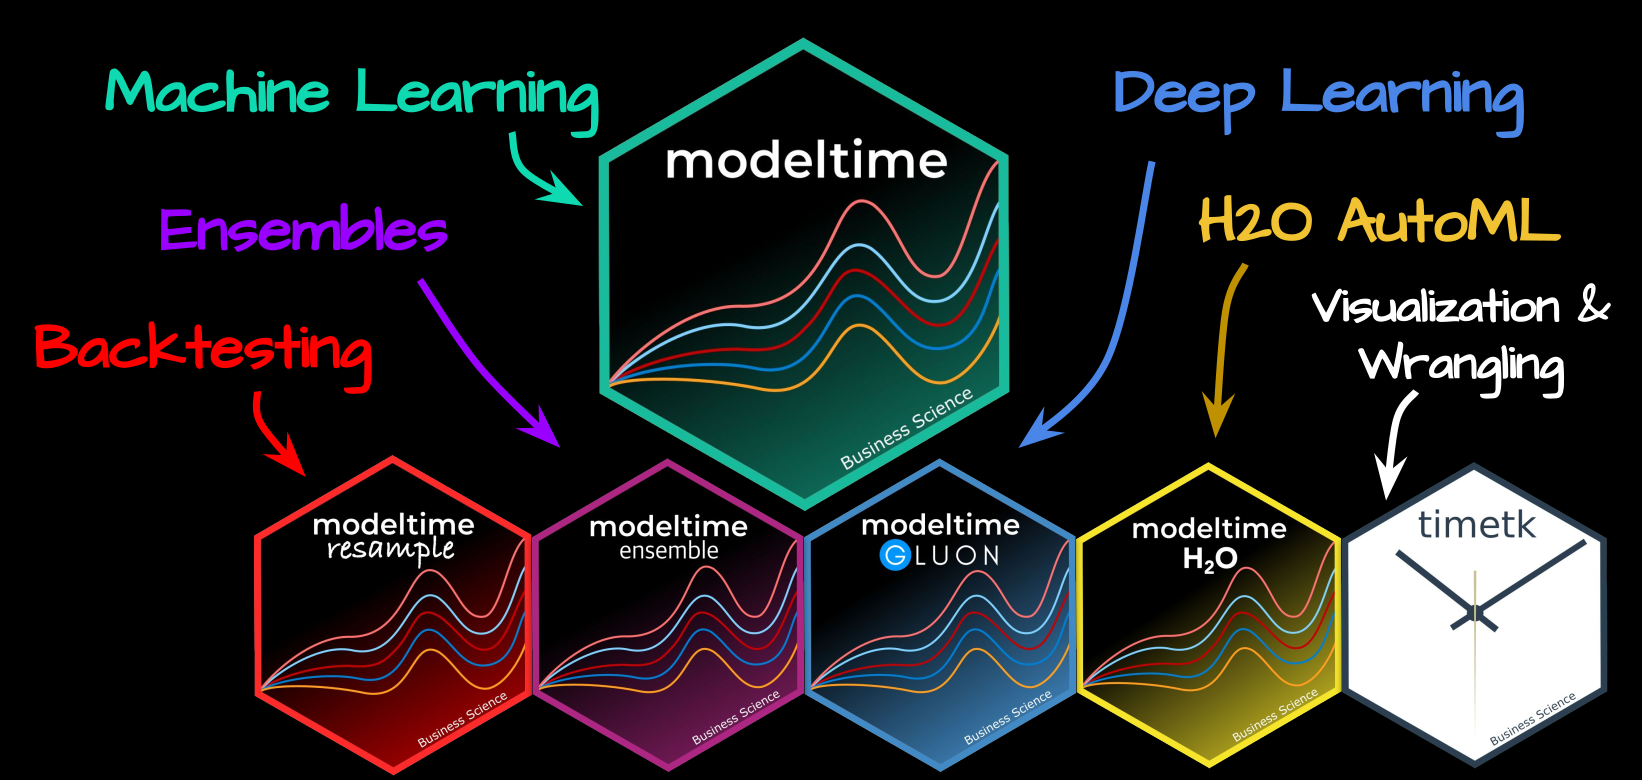 Machine Learning
Deep Learning
modeltime
Ensembles
H2O AutoML
Visualization &
Wrangling
Backtesting
Business Science
modeltime
resample
Business Science
modeltime
ensemble
Business Science
modeltime
GLUON
Business Science
modeltime
H₂O
Business Science
timetk
Business Science